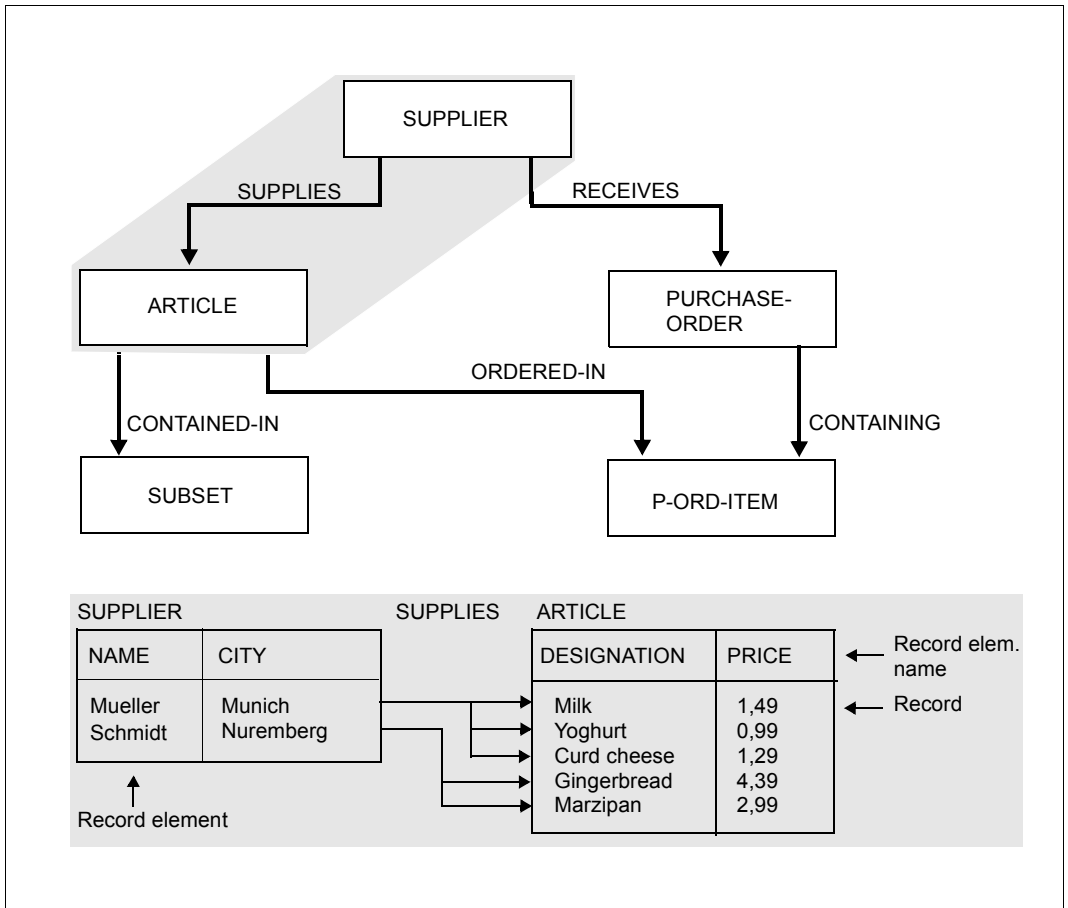 SUPPLIER
SUPPLIES
RECEIVES
ARTICLE
PURCHASE-
ORDER
ORDERED-IN
CONTAINED-IN
CONTAINING
SUBSET
P-ORD-ITEM
SUPPLIER SUPPLIES ARTICLE
NAME CITY DESIGNATION PRICE Record elem.
name
Mueller Munich Milk 1,49 Record
Schmidt Nuremberg Yoghurt 0,99
Curd cheese 1,29
Gingerbread 4,39
Marzipan 2,99
Record element